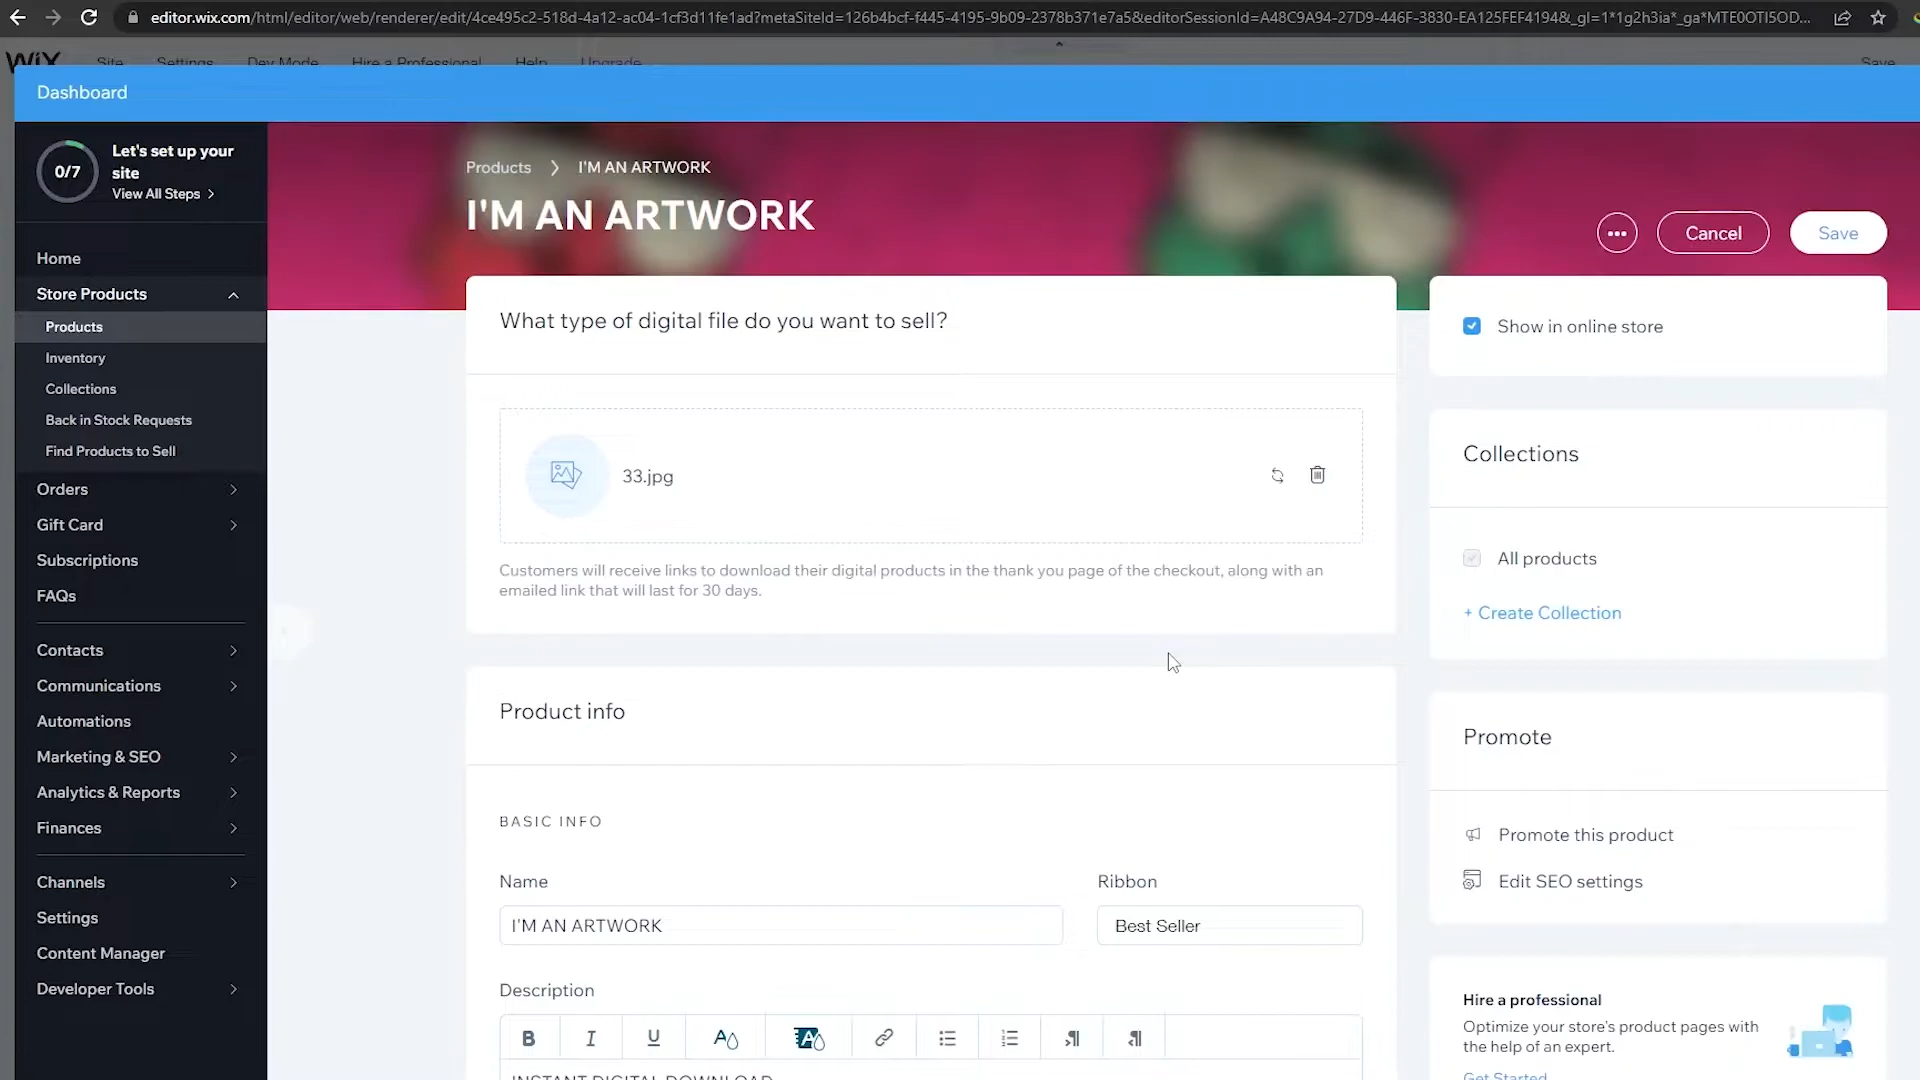 editor.wix.com/html/editor/web/renderer/edit/4ce495c2-518d-4a12-ac04-1cf3d11fe1ad?metaSiteId=126b4bcf-f445-4195-9b09-2378b371e7a5&editorSessionId=A48C9A94-27D9-446F-3830-EA125FEF4194&_gl=1*1g2h3ia*_ga*MTE0OTI5OD...
WiX Site Settings Dev Mode Hire a Professional Help Upgrade Save
Dashboard
0/7
Let's set up your
site
View All Steps
Home
Store Products
Products
Inventory
Collections
Back in Stock Requests
Find Products to Sell
Orders
Gift Card
Subscriptions
FAQs
Contacts
Communications
Automations
Marketing & SEO
Analytics & Reports
Finances
Channels
Settings
Content Manager
Developer Tools
Products > I'M AN ARTWORK
I'M AN ARTWORK
Cancel
Save
What type of digital file do you want to sell?
33.jpg
Customers will receive links to download their digital products in the thank you page of the checkout, along with an
emailed link that will last for 30 days.
Product info
BASIC INFO
Name
I'M AN ARTWORK
Ribbon
Best Seller
Description
INSTANT DIGITAL DOWNLOAD
Show in online store
Collections
All products
+ Create Collection
Promote
Promote this product
Edit SEO settings
Hire a professional
Optimize your store's product pages with
the help of an expert.
Get Started